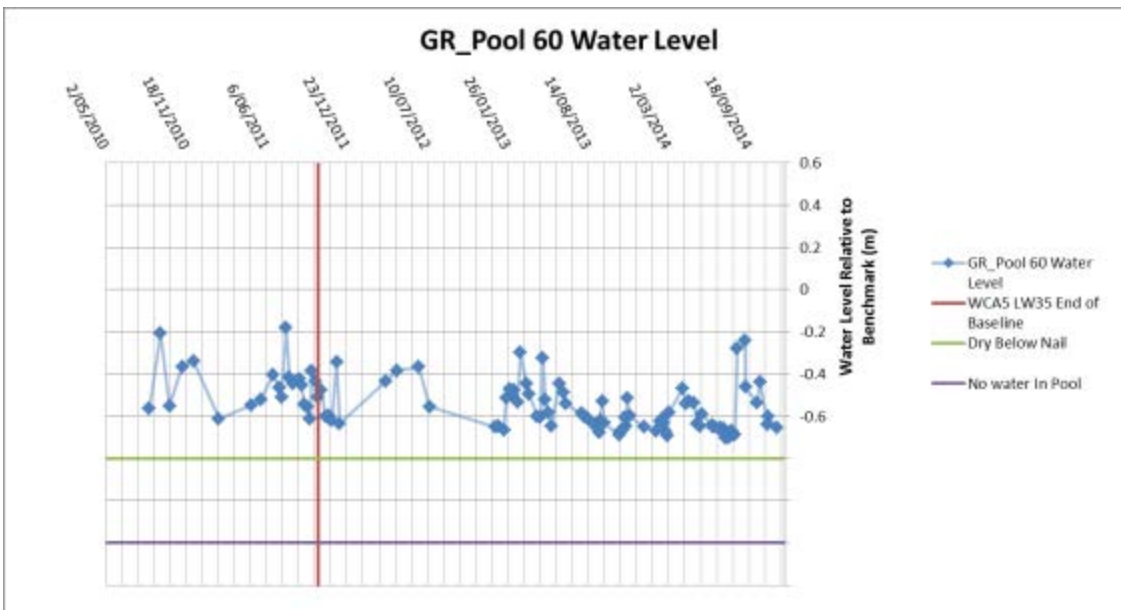 GR_Pool 60 Water Level
2/05/2010
18/11/2010
6/06/2011
23/12/2011
10/07/2012
26/01/2013
14/08/2013
2/03/2014
18/09/2014
0.6
0.4
0.2
0
-0.2
-0.4
-0.6
Water Level Relative to
Benchmark (m)
GR_Pool 60 Water
Level
WCA5 LW35 End of
Baseline
Dry Below Nail
No water In Pool